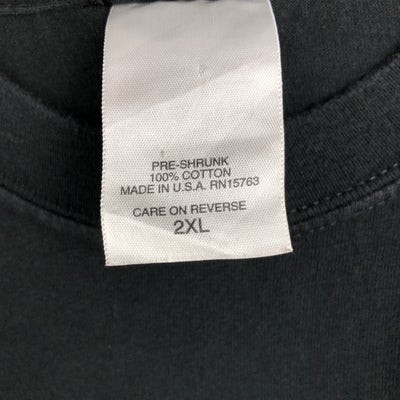 PRE-SHRUNK
100% COTTON
MADE IN U.S.A. RN15763
CARE ON REVERSE
2XL